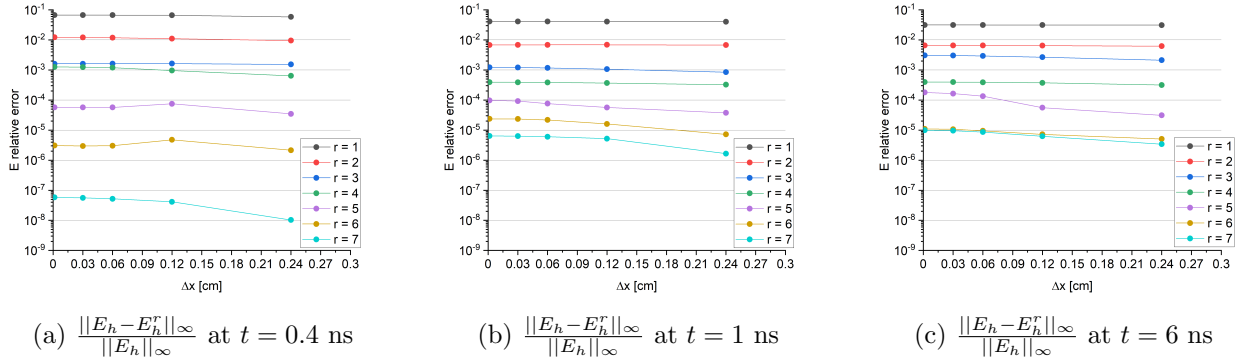 10⁻¹
10⁻²
10⁻³
10⁻⁴
10⁻⁵
10⁻⁶
10⁻⁷
10⁻⁸
10⁻⁹
E relative error
0 0.03 0.06 0.09 0.12 0.15 0.18 0.21 0.24 0.27 0.3
Δx [cm]
r = 1
r = 2
r = 3
r = 4
r = 5
r = 6
r = 7
(a) ||E_h−E_h^r||_∞ / ||E_h||_∞ at t = 0.4 ns
10⁻¹
10⁻²
10⁻³
10⁻⁴
10⁻⁵
10⁻⁶
10⁻⁷
10⁻⁸
10⁻⁹
E relative error
0 0.03 0.06 0.09 0.12 0.15 0.18 0.21 0.24 0.27 0.3
Δx [cm]
r = 1
r = 2
r = 3
r = 4
r = 5
r = 6
r = 7
(b) ||E_h−E_h^r||_∞ / ||E_h||_∞ at t = 1 ns
10⁻¹
10⁻²
10⁻³
10⁻⁴
10⁻⁵
10⁻⁶
10⁻⁷
10⁻⁸
10⁻⁹
E relative error
0 0.03 0.06 0.09 0.12 0.15 0.18 0.21 0.24 0.27 0.3
Δx [cm]
r = 1
r = 2
r = 3
r = 4
r = 5
r = 6
r = 7
(c) ||E_h−E_h^r||_∞ / ||E_h||_∞ at t = 6 ns